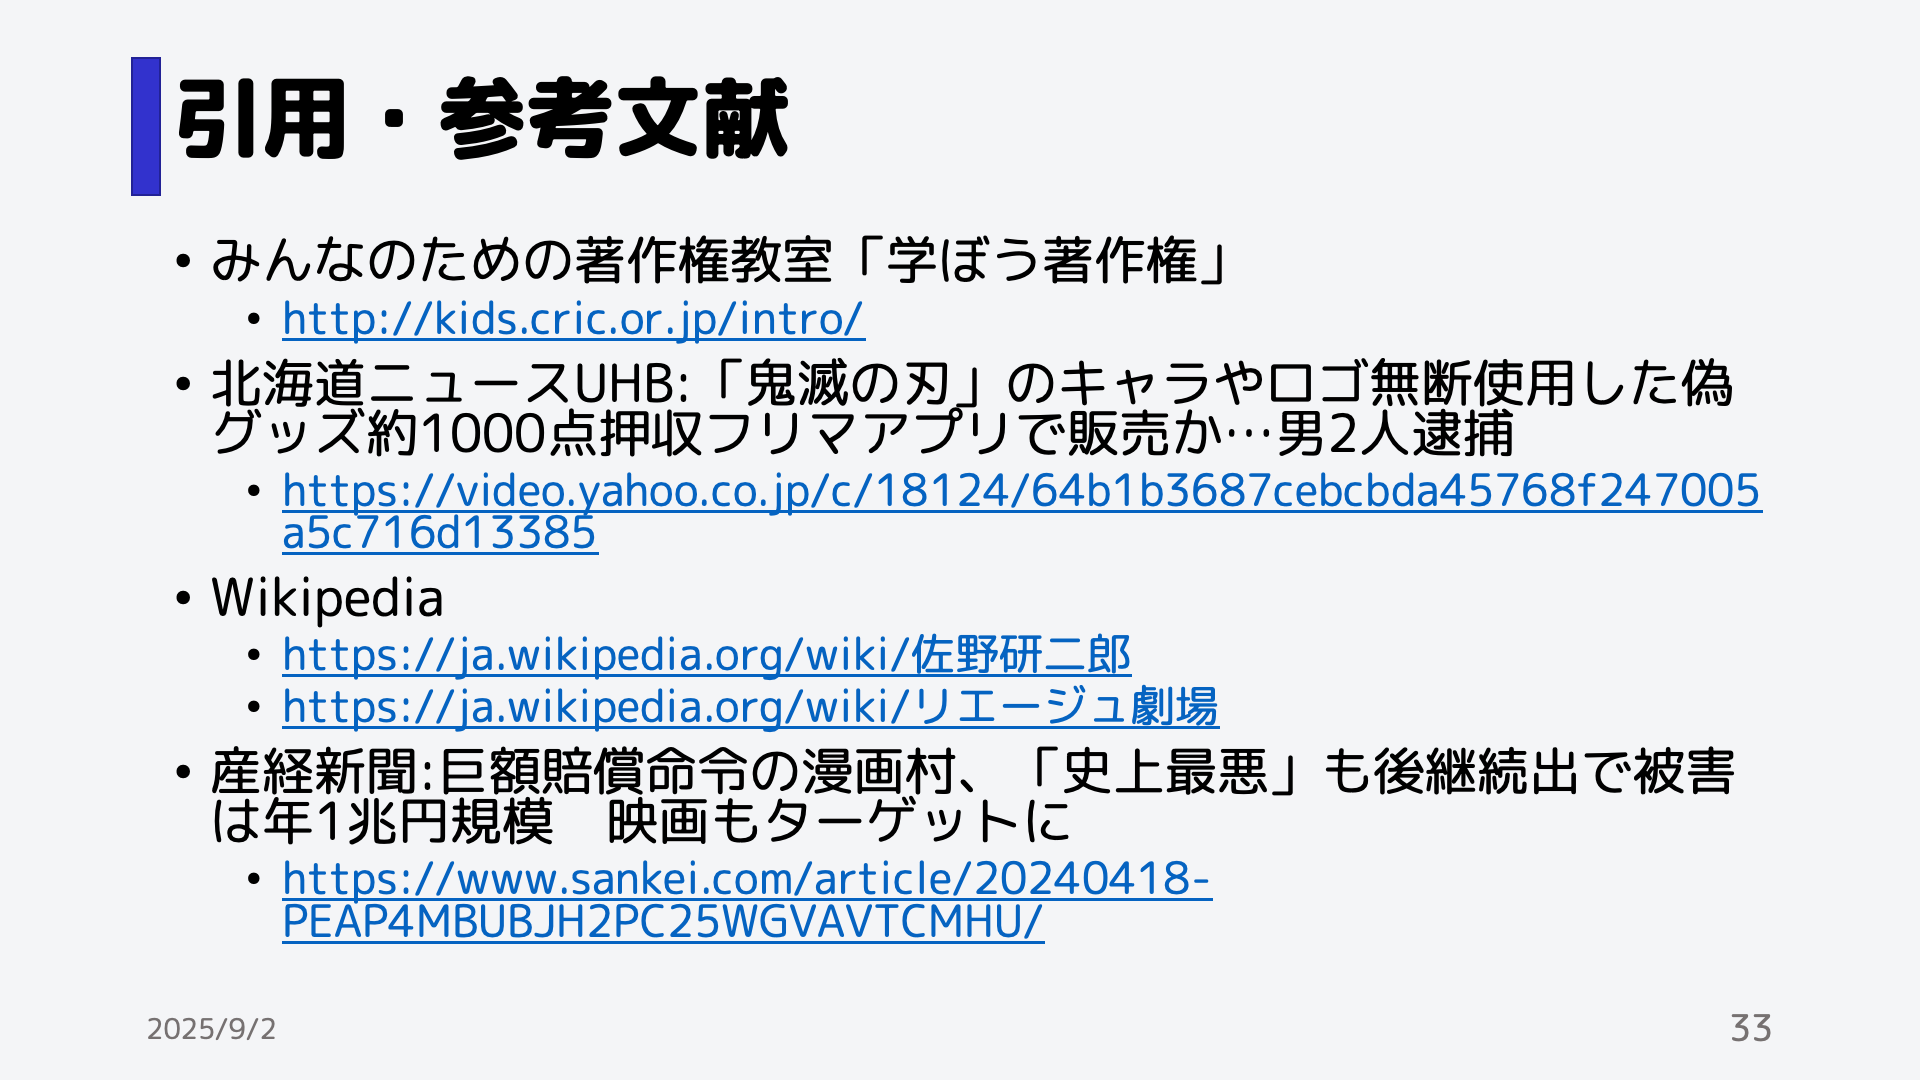 引用・参考文献
• みんなのための著作権教室「学ぼう著作権」
• http://kids.cric.or.jp/intro/
• 北海道ニュースUHB:「鬼滅の刃」のキャラやロゴ無断使用した偽
グッズ約1000点押収フリマアプリで販売か…男2人逮捕
• https://video.yahoo.co.jp/c/18124/64b1b3687cebcbda45768f247005
a5c716d13385
• Wikipedia
• https://ja.wikipedia.org/wiki/佐野研二郎
• https://ja.wikipedia.org/wiki/リエージュ劇場
• 産経新聞:巨額賠償命令の漫画村、「史上最悪」も後継続出で被害
は年1兆円規模　映画もターゲットに
• https://www.sankei.com/article/20240418-
PEAP4MBUBJH2PC25WGVAVTCMHU/
2025/9/2
33